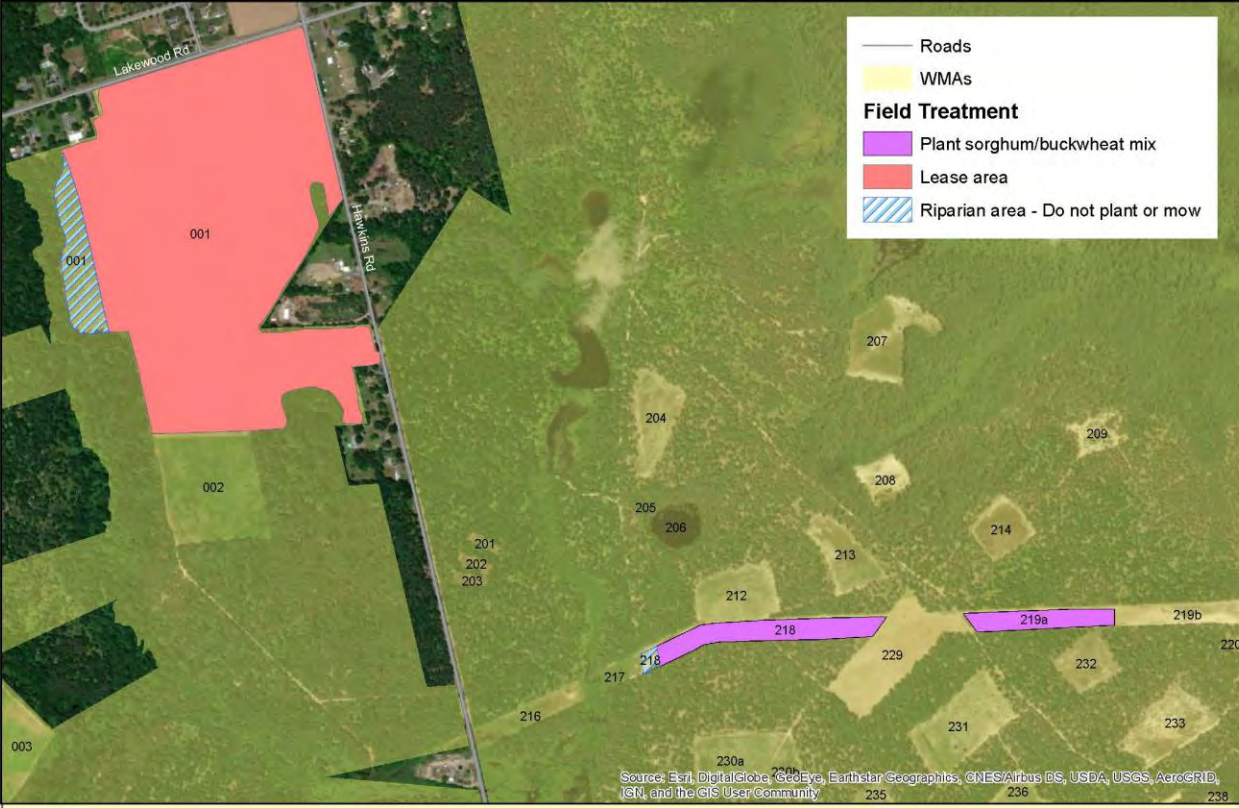 Roads
WMAs
Field Treatment
Plant sorghum/buckwheat mix
Lease area
Riparian area - Do not plant or mow
Lakewood Rd
Hawkins Rd
001
001
002
003
201
202
203
204
205
206
207
208
209
212
213
214
218
219a
219b
220
218
217
216
229
232
231
233
230a
230b
235
236
238
Source: Esri, DigitalGlobe, GeoEye, Earthstar Geographics, CNES/Airbus DS, USDA, USGS, AeroGRID,
IGN, and the GIS User Community